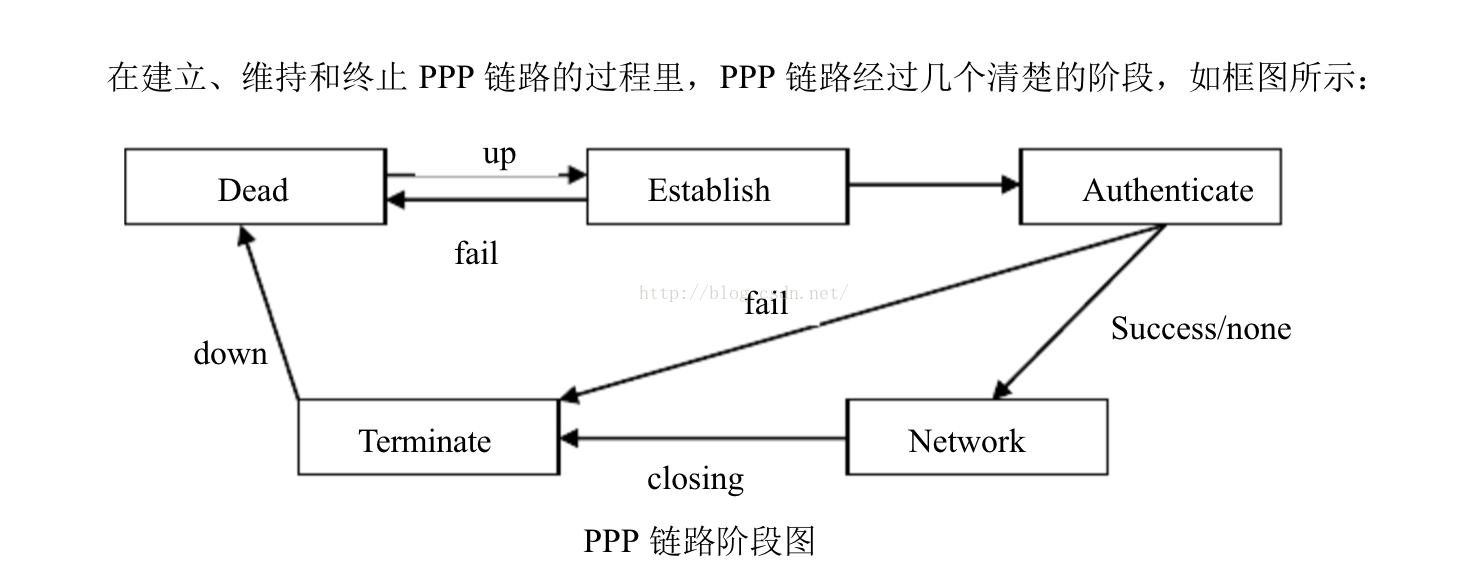 在建立、维持和终止 PPP 链路的过程里，PPP 链路经过几个清楚的阶段，如框图所示：
up
Dead
Establish
Authenticate
fail
http://blog.csdn.net/
fail
Success/none
down
Terminate
Network
closing
PPP 链路阶段图